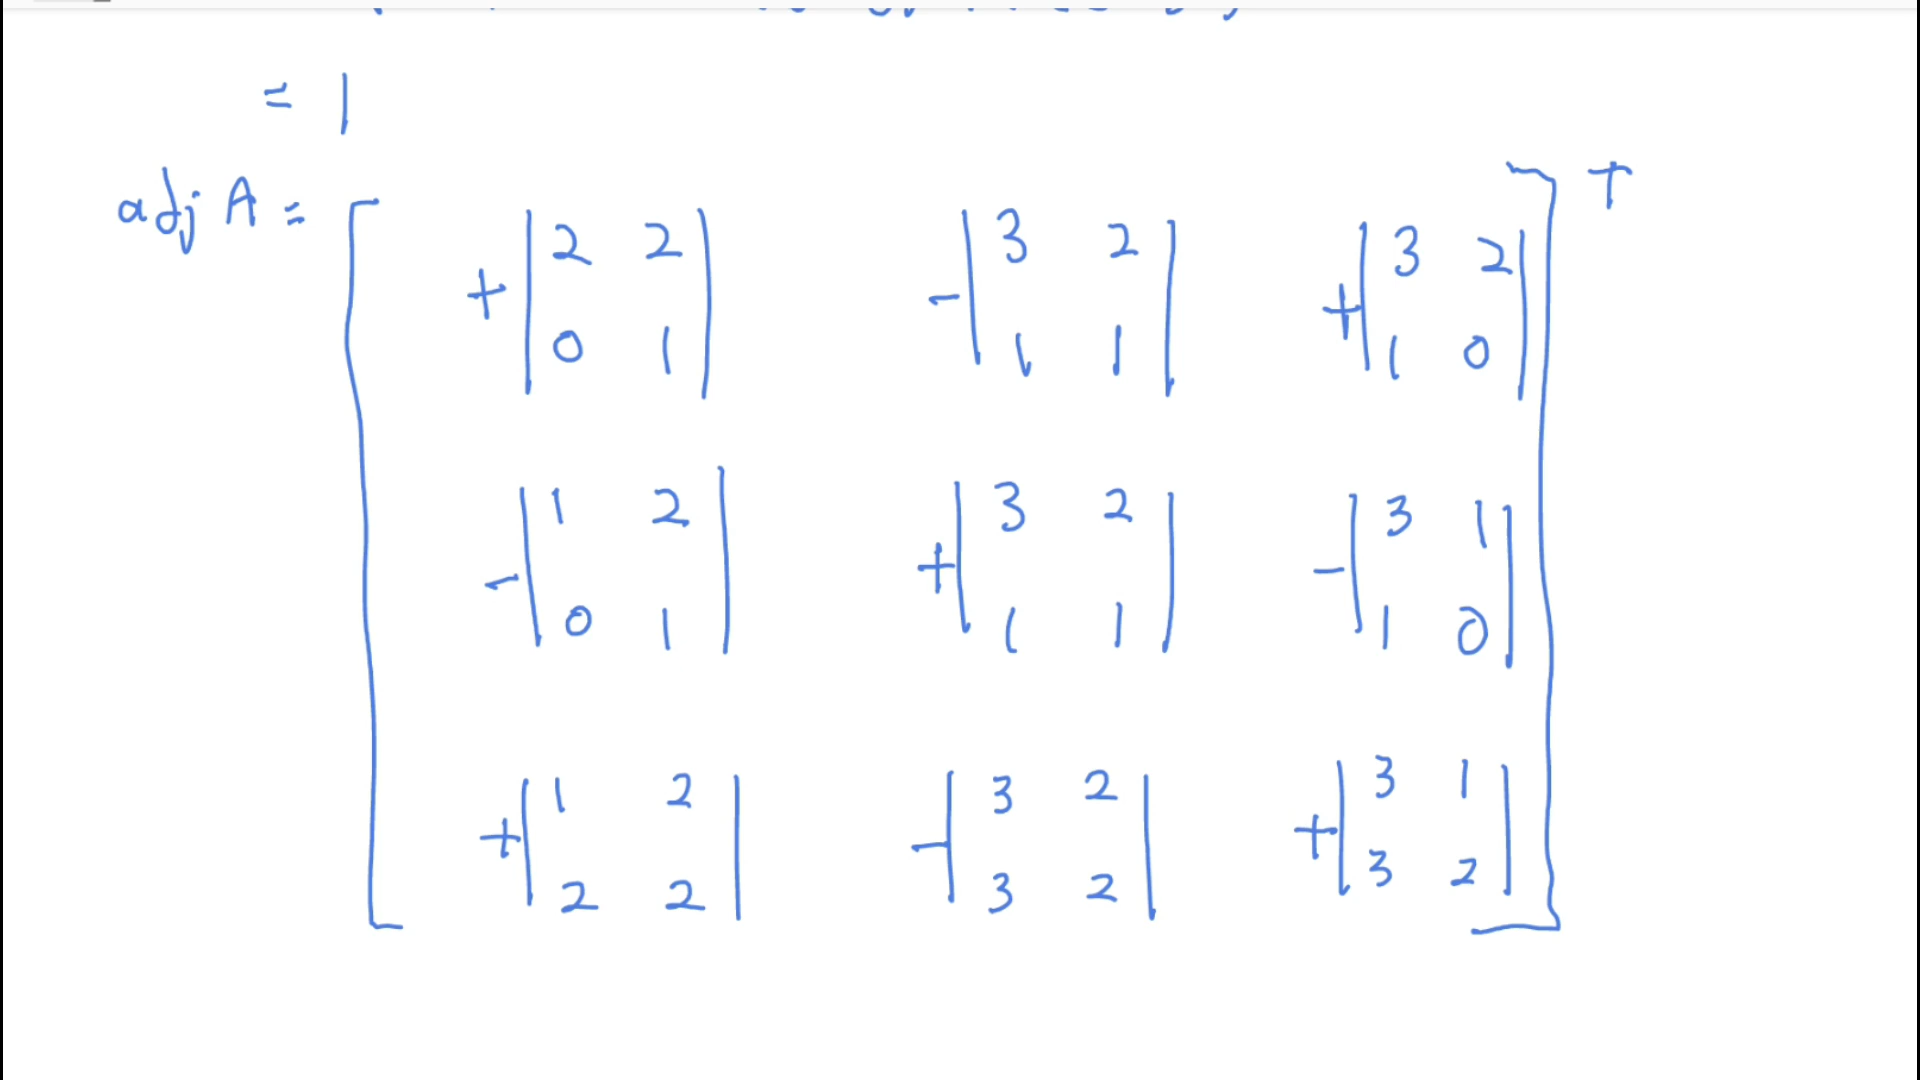 = 1
adj A = [ +|2 2| -|3 2| +|3 2| ] T
|0 1| |1 1| |1 0|
-|1 2| +|3 2| -|3 1|
|0 1| |1 1| |1 0|
+|1 2| -|3 2| +|3 1|
|2 2| |3 2| |3 2|